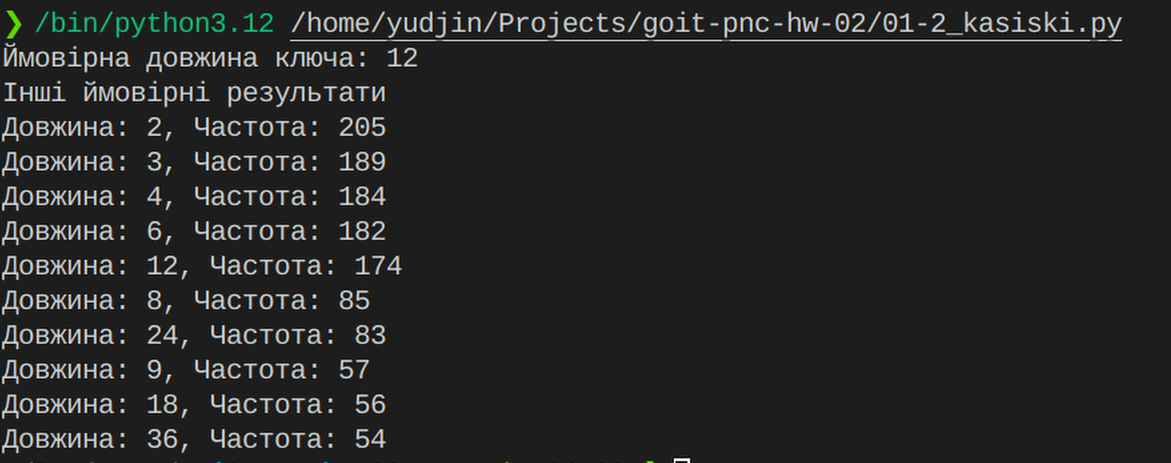 ❯ /bin/python3.12 /home/yudjin/Projects/goit-pnc-hw-02/01-2_kasiski.py
Ймовірна довжина ключа: 12
Інші ймовірні результати
Довжина: 2, Частота: 205
Довжина: 3, Частота: 189
Довжина: 4, Частота: 184
Довжина: 6, Частота: 182
Довжина: 12, Частота: 174
Довжина: 8, Частота: 85
Довжина: 24, Частота: 83
Довжина: 9, Частота: 57
Довжина: 18, Частота: 56
Довжина: 36, Частота: 54